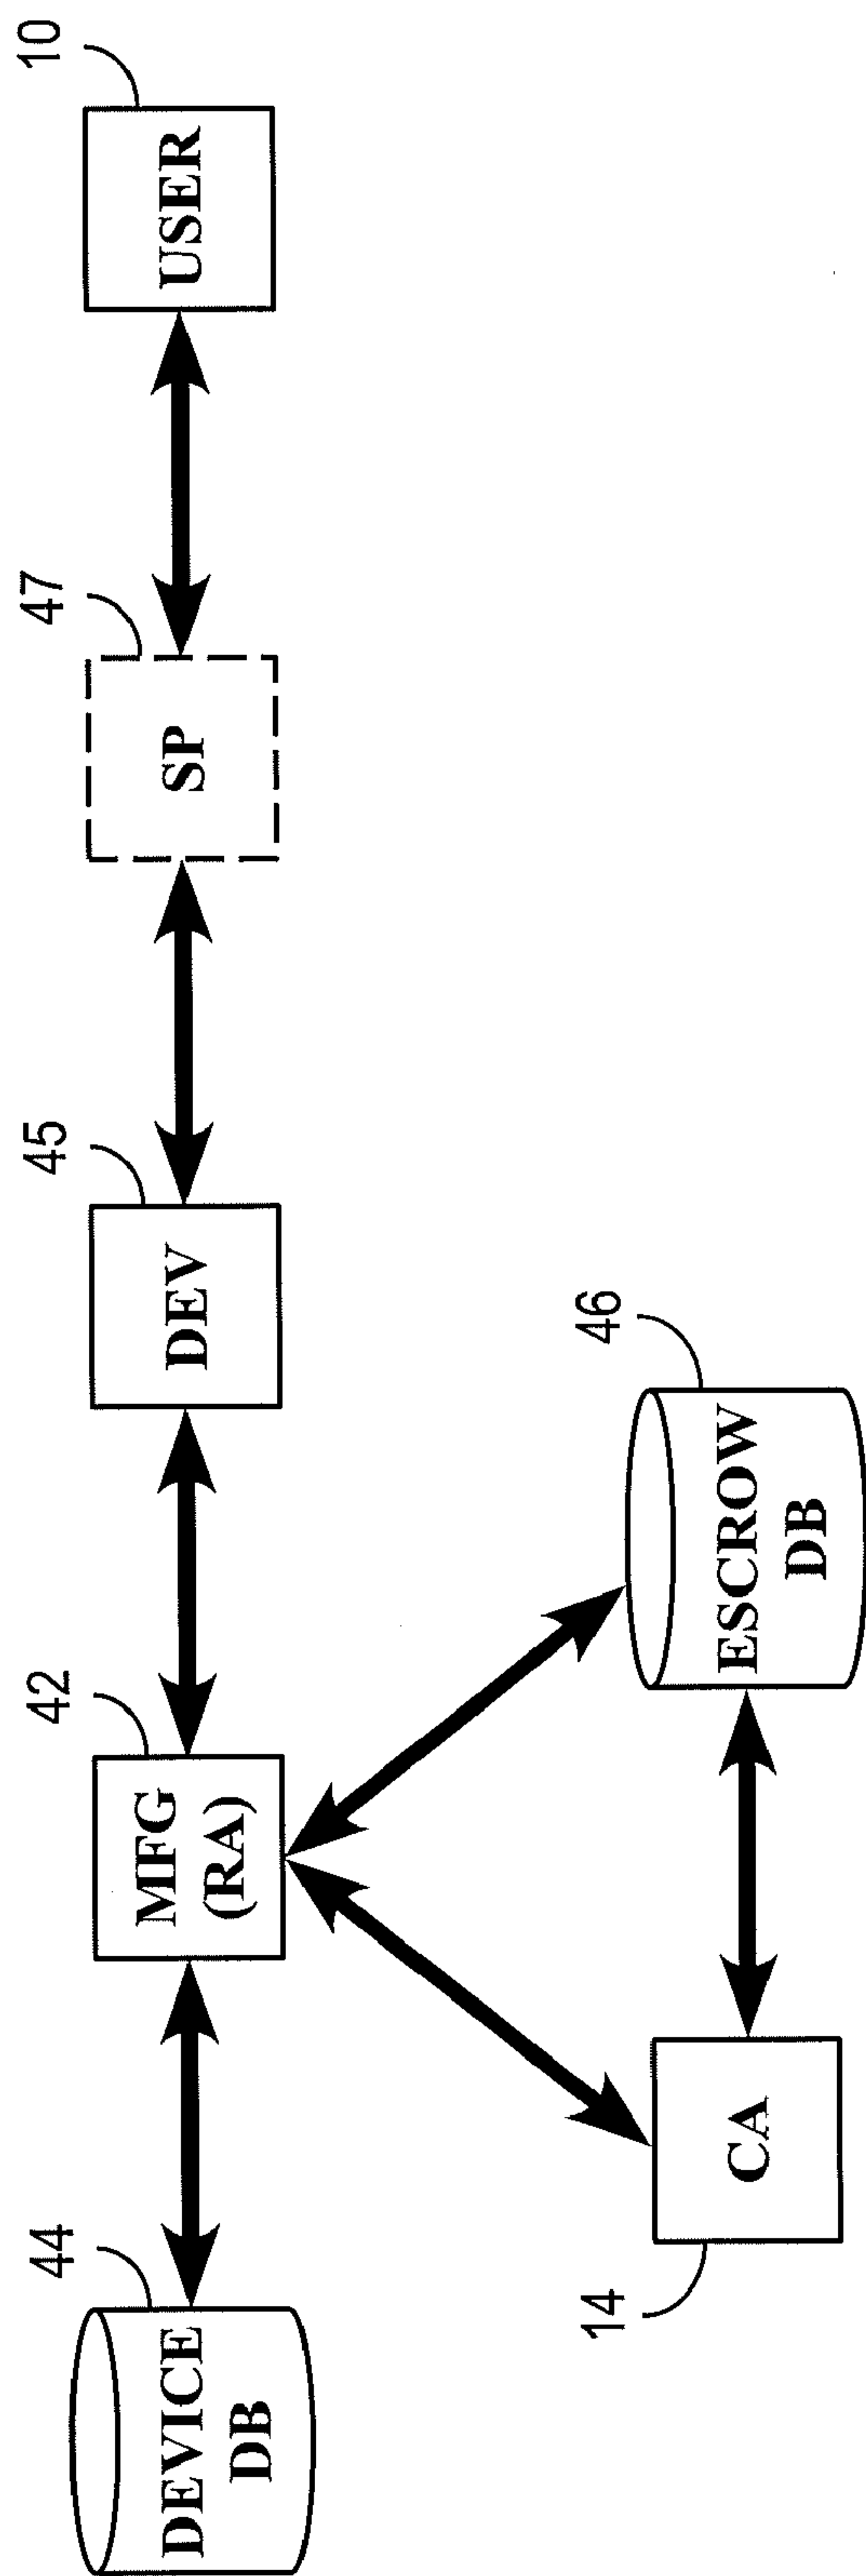 44
DEVICE
DB
42
MFG
(RA)
45
DEV
47
SP
10
USER
14
CA
46
ESCROW
DB